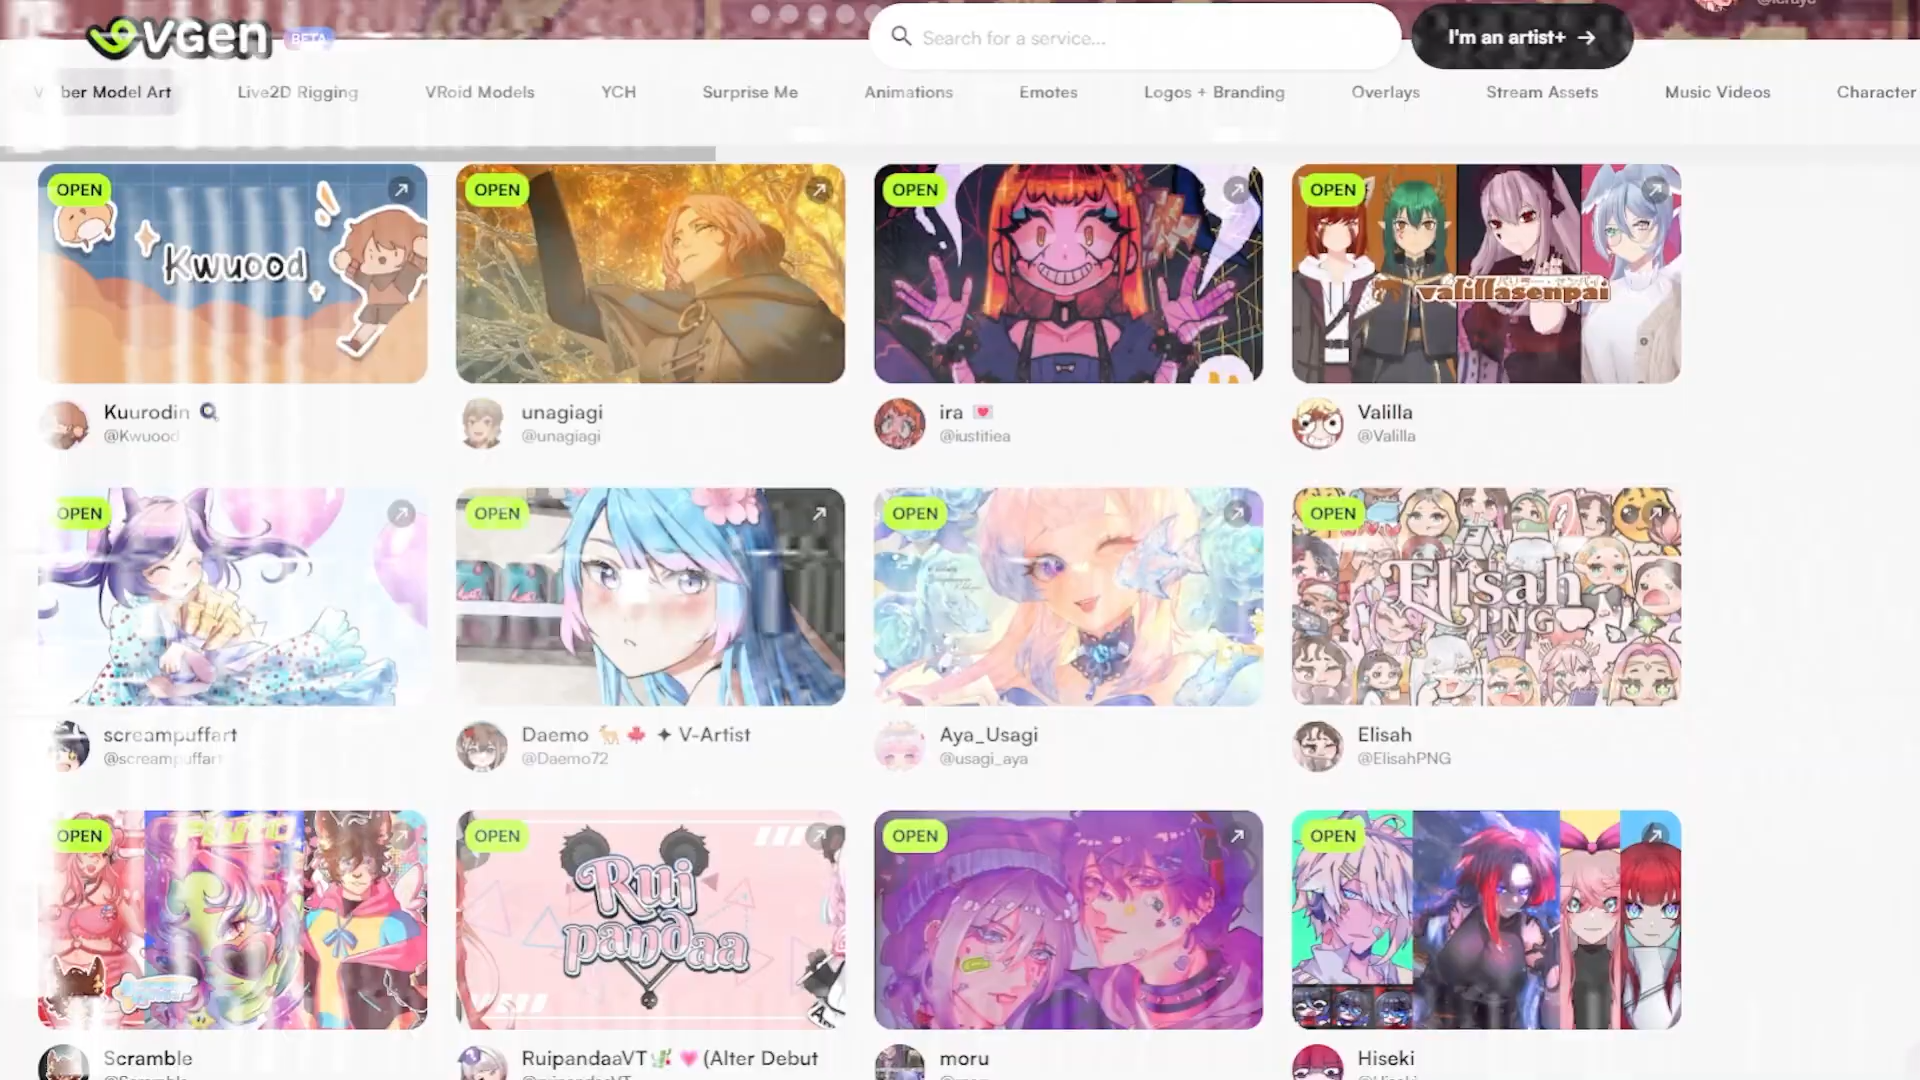 VGen BETA
Search for a service...
I'm an artist+ →
ber Model Art Live2D Rigging VRoid Models YCH Surprise Me Animations Emotes Logos + Branding Overlays Stream Assets Music Videos Character
OPEN OPEN OPEN OPEN
Kwuood
valillasenpai
Kuurodin unagiagi ira Valilla
@Kwuood @unagiagi @iustitiea @Valilla
OPEN OPEN OPEN OPEN
Elisah
PNG
screampuffart Daemo ✦ V-Artist Aya_Usagi Elisah
@screampuffart @Daemo72 @usagi_aya @ElisahPNG
OPEN OPEN OPEN OPEN
Rui
pandaa
Scramble RuipandaaVT (Alter Debut moru Hiseki